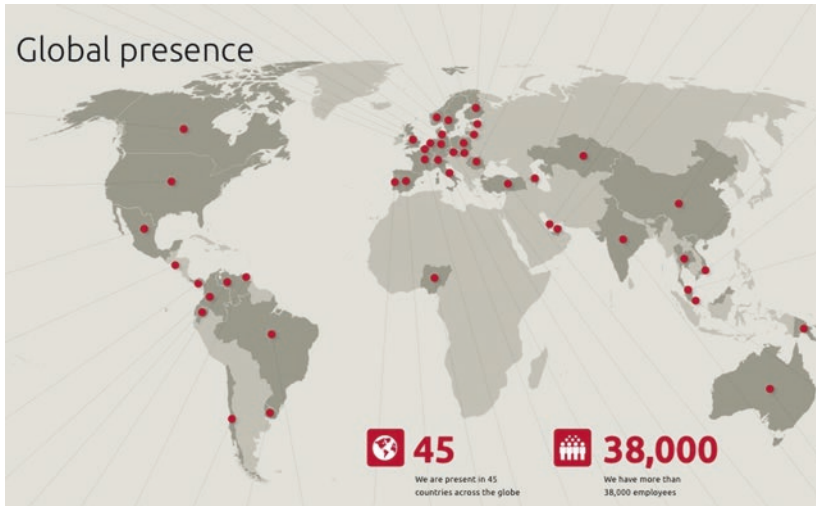 Global presence
45
We are present in 45
countries across the globe
38,000
We have more than
38,000 employees